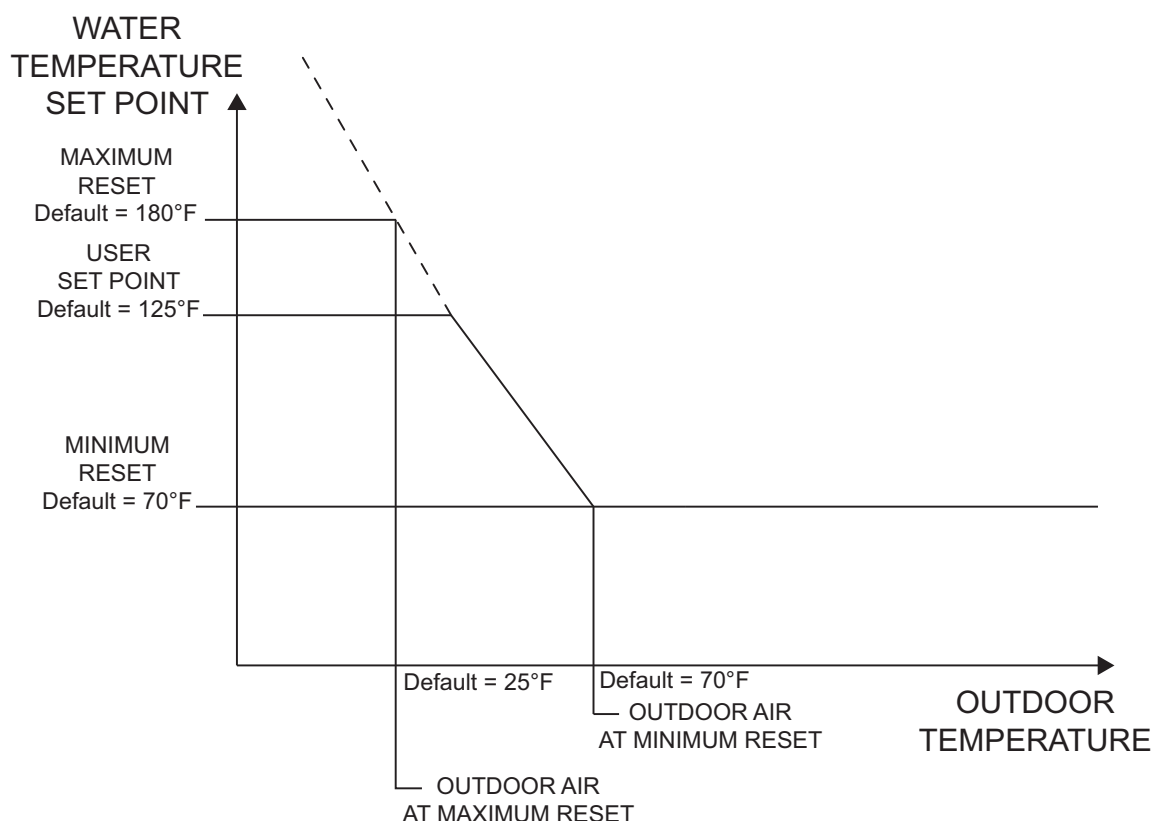 WATER
TEMPERATURE
SET POINT
MAXIMUM
RESET
Default = 180°F
USER
SET POINT
Default = 125°F
MINIMUM
RESET
Default = 70°F
Default = 25°F
Default = 70°F
OUTDOOR AIR
AT MINIMUM RESET
OUTDOOR
TEMPERATURE
OUTDOOR AIR
AT MAXIMUM RESET